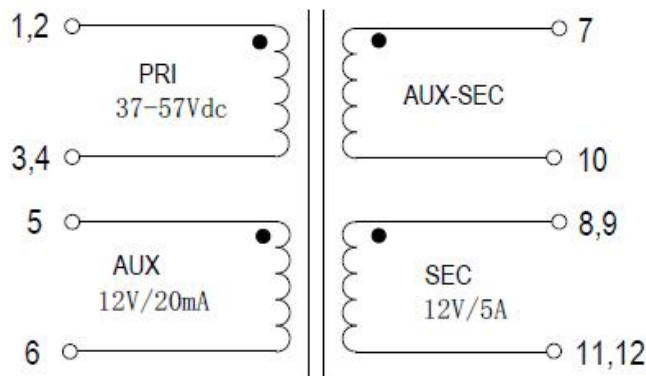 1,2
7
PRI
37-57Vdc
AUX-SEC
3,4
10
5
8,9
AUX
12V/20mA
SEC
12V/5A
6
11,12